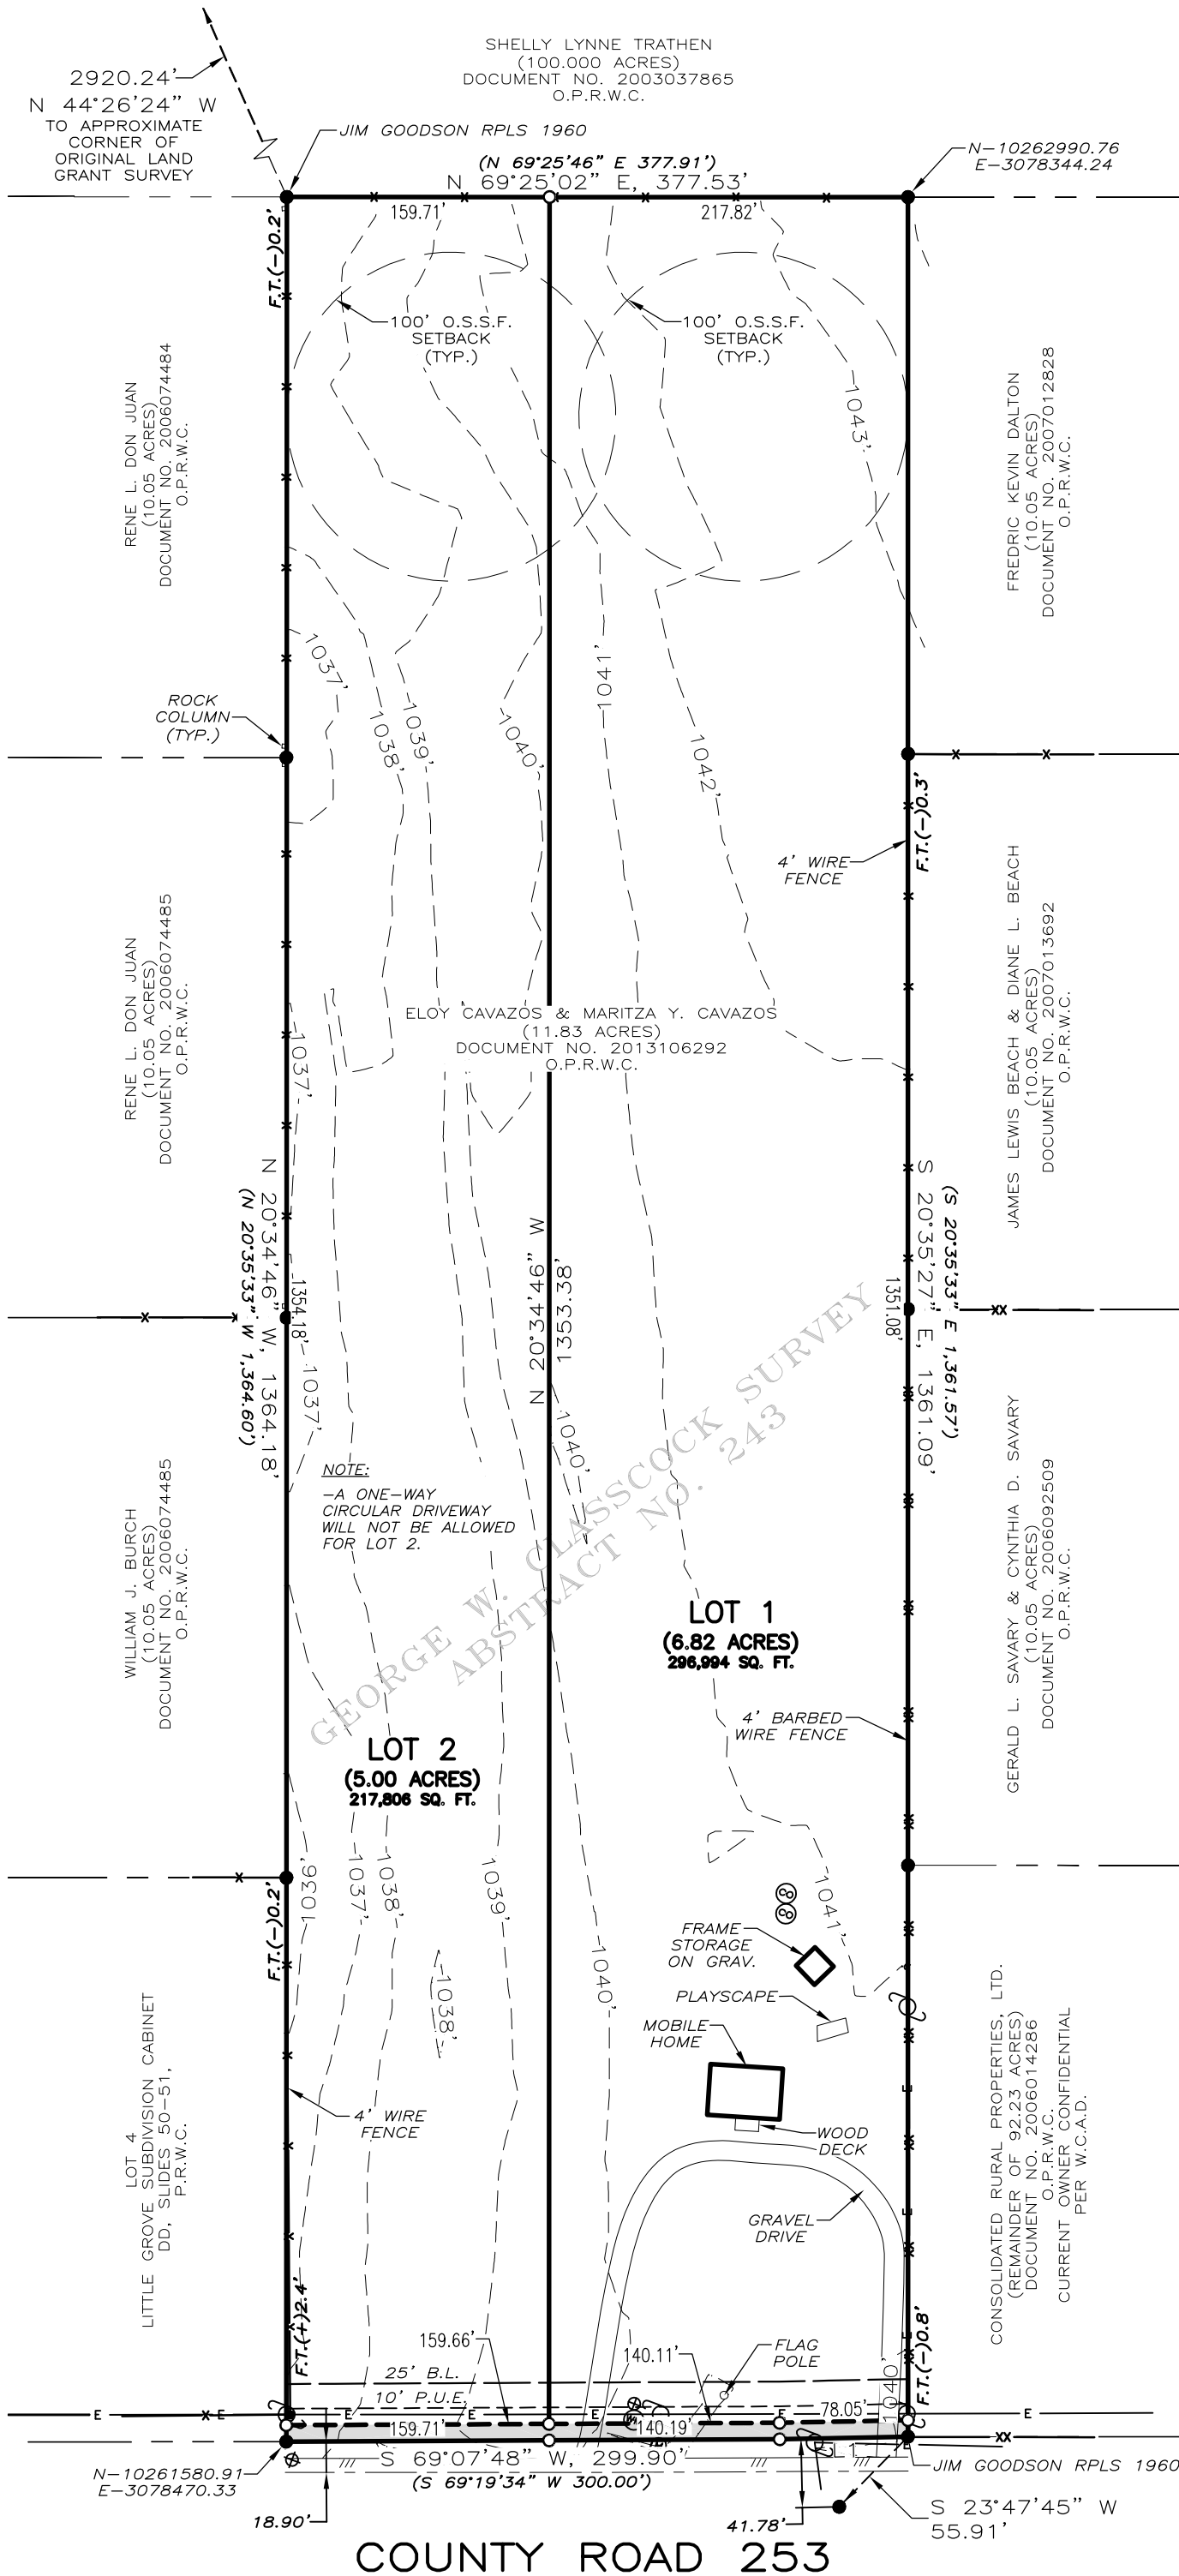 SHELLY LYNNE TRATHEN
(100.000 ACRES)
DOCUMENT NO. 2003037865
O.P.R.W.C.
2920.24'
N 44°26'24" W
TO APPROXIMATE
CORNER OF
ORIGINAL LAND
GRANT SURVEY
JIM GOODSON RPLS 1960
(N 69°25'46" E 377.91')
N 69°25'02" E, 377.53'
N-10262990.76
E-3078344.24
159.71'
217.82'
F.T.(-)0.2'
100' O.S.S.F.
SETBACK
(TYP.)
100' O.S.S.F.
SETBACK
(TYP.)
RENE L. DON JUAN
(10.05 ACRES)
DOCUMENT NO. 2006074484
O.P.R.W.C.
FREDRIC KEVIN DALTON
(10.05 ACRES)
DOCUMENT NO. 2007012828
O.P.R.W.C.
1043'
1037'
1038'
1039'
1040'
1041'
1042'
ROCK
COLUMN
(TYP.)
F.T.(-)0.3'
4' WIRE
FENCE
RENE L. DON JUAN
(10.05 ACRES)
DOCUMENT NO. 2006074485
O.P.R.W.C.
JAMES LEWIS BEACH & DIANE L. BEACH
(10.05 ACRES)
DOCUMENT NO. 2007013692
O.P.R.W.C.
ELOY CAVAZOS & MARITZA Y. CAVAZOS
(11.83 ACRES)
DOCUMENT NO. 2013106292
O.P.R.W.C.
1037'
N 20°34'46" W, 1364.18'
(N 20°35'33" W 1,364.60')
1354.18'
N 20°34'46" W
1353.38'
1351.08'
S 20°35'27" E, 1361.09'
(S 20°35'33" E 1,361.57')
1037'
1040'
GEORGE W. CLASSCOCK SURVEY
ABSTRACT NO. 243
NOTE:
-A ONE-WAY
CIRCULAR DRIVEWAY
WILL NOT BE ALLOWED
FOR LOT 2.
WILLIAM J. BURCH
(10.05 ACRES)
DOCUMENT NO. 2006074485
O.P.R.W.C.
GERALD L. SAVARY & CYNTHIA D. SAVARY
(10.05 ACRES)
DOCUMENT NO. 2006092509
O.P.R.W.C.
LOT 1
(6.82 ACRES)
296,994 SQ. FT.
4' BARBED
WIRE FENCE
LOT 2
(5.00 ACRES)
217,806 SQ. FT.
1036'
1037'
1038'
1039'
1041'
F.T.(-)0.2'
1038'
1040'
FRAME
STORAGE
ON GRAV.
PLAYSCAPE
MOBILE
HOME
WOOD
DECK
GRAVEL
DRIVE
4' WIRE
FENCE
LOT 4
LITTLE GROVE SUBDIVISION CABINET
DD, SLIDES 50-51,
P.R.W.C.
CONSOLIDATED RURAL PROPERTIES, LTD.
(REMAINDER OF 92.23 ACRES)
DOCUMENT NO. 2006014286
O.P.R.W.C.
CURRENT OWNER CONFIDENTIAL
PER W.C.A.D.
F.T.(+)2.4'
159.66'
140.11'
FLAG
POLE
F.T.(-)0.8'
25' B.L.
10' P.U.E.
78.05'
1040'
159.71'
140.19'
L1
S 69°07'48" W, 299.90'
(S 69°19'34" W 300.00')
N-10261580.91
E-3078470.33
JIM GOODSON RPLS 1960
18.90'
41.78'
S 23°47'45" W
55.91'
COUNTY ROAD 253